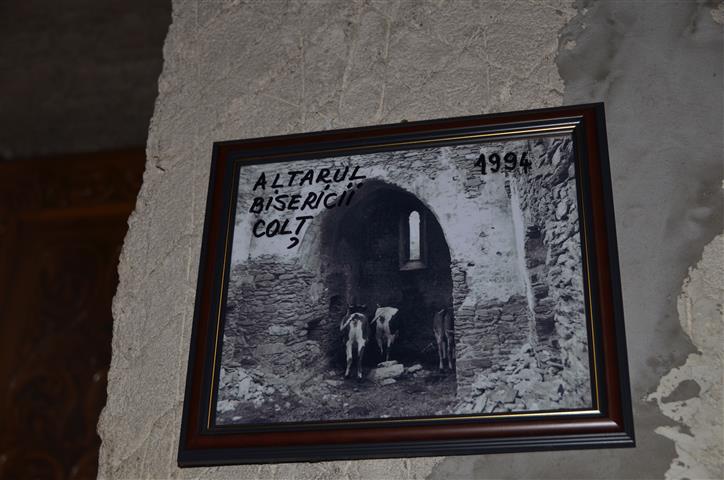 ALTARUL
BISERICII
COLȚ
1994